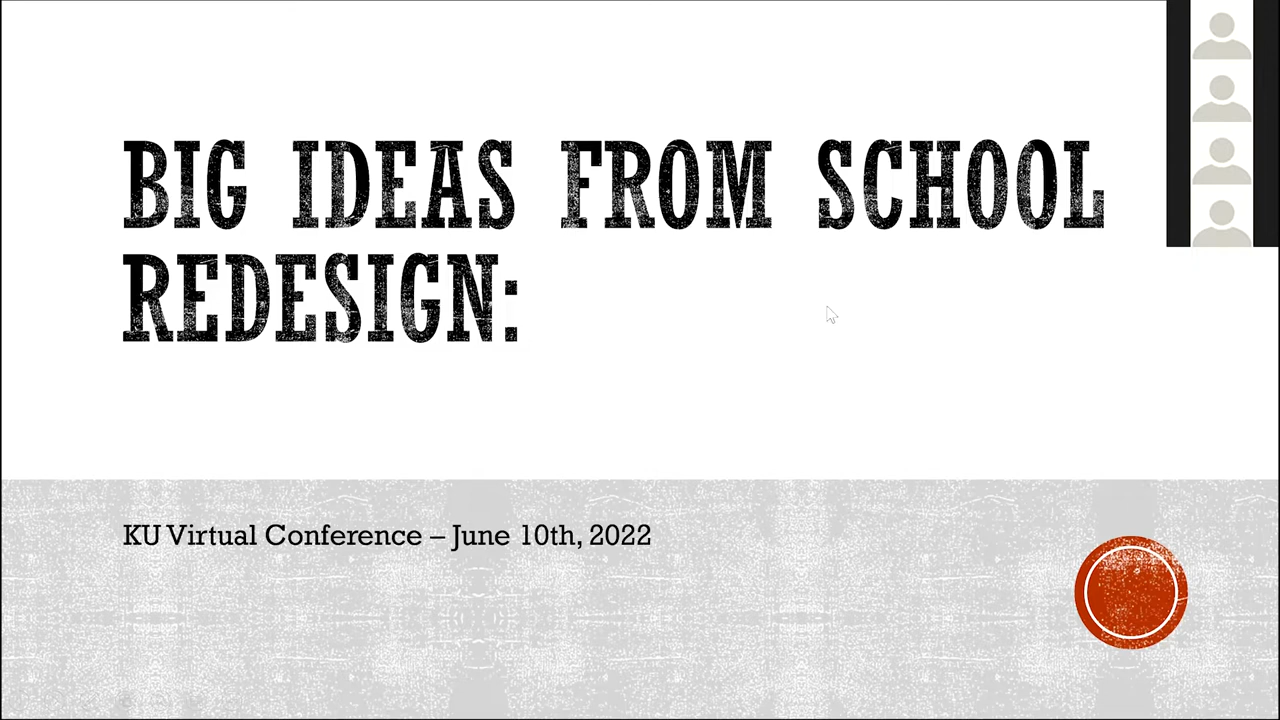 BIG IDEAS FROM SCHOOL
REDESIGN:
KU Virtual Conference – June 10th, 2022